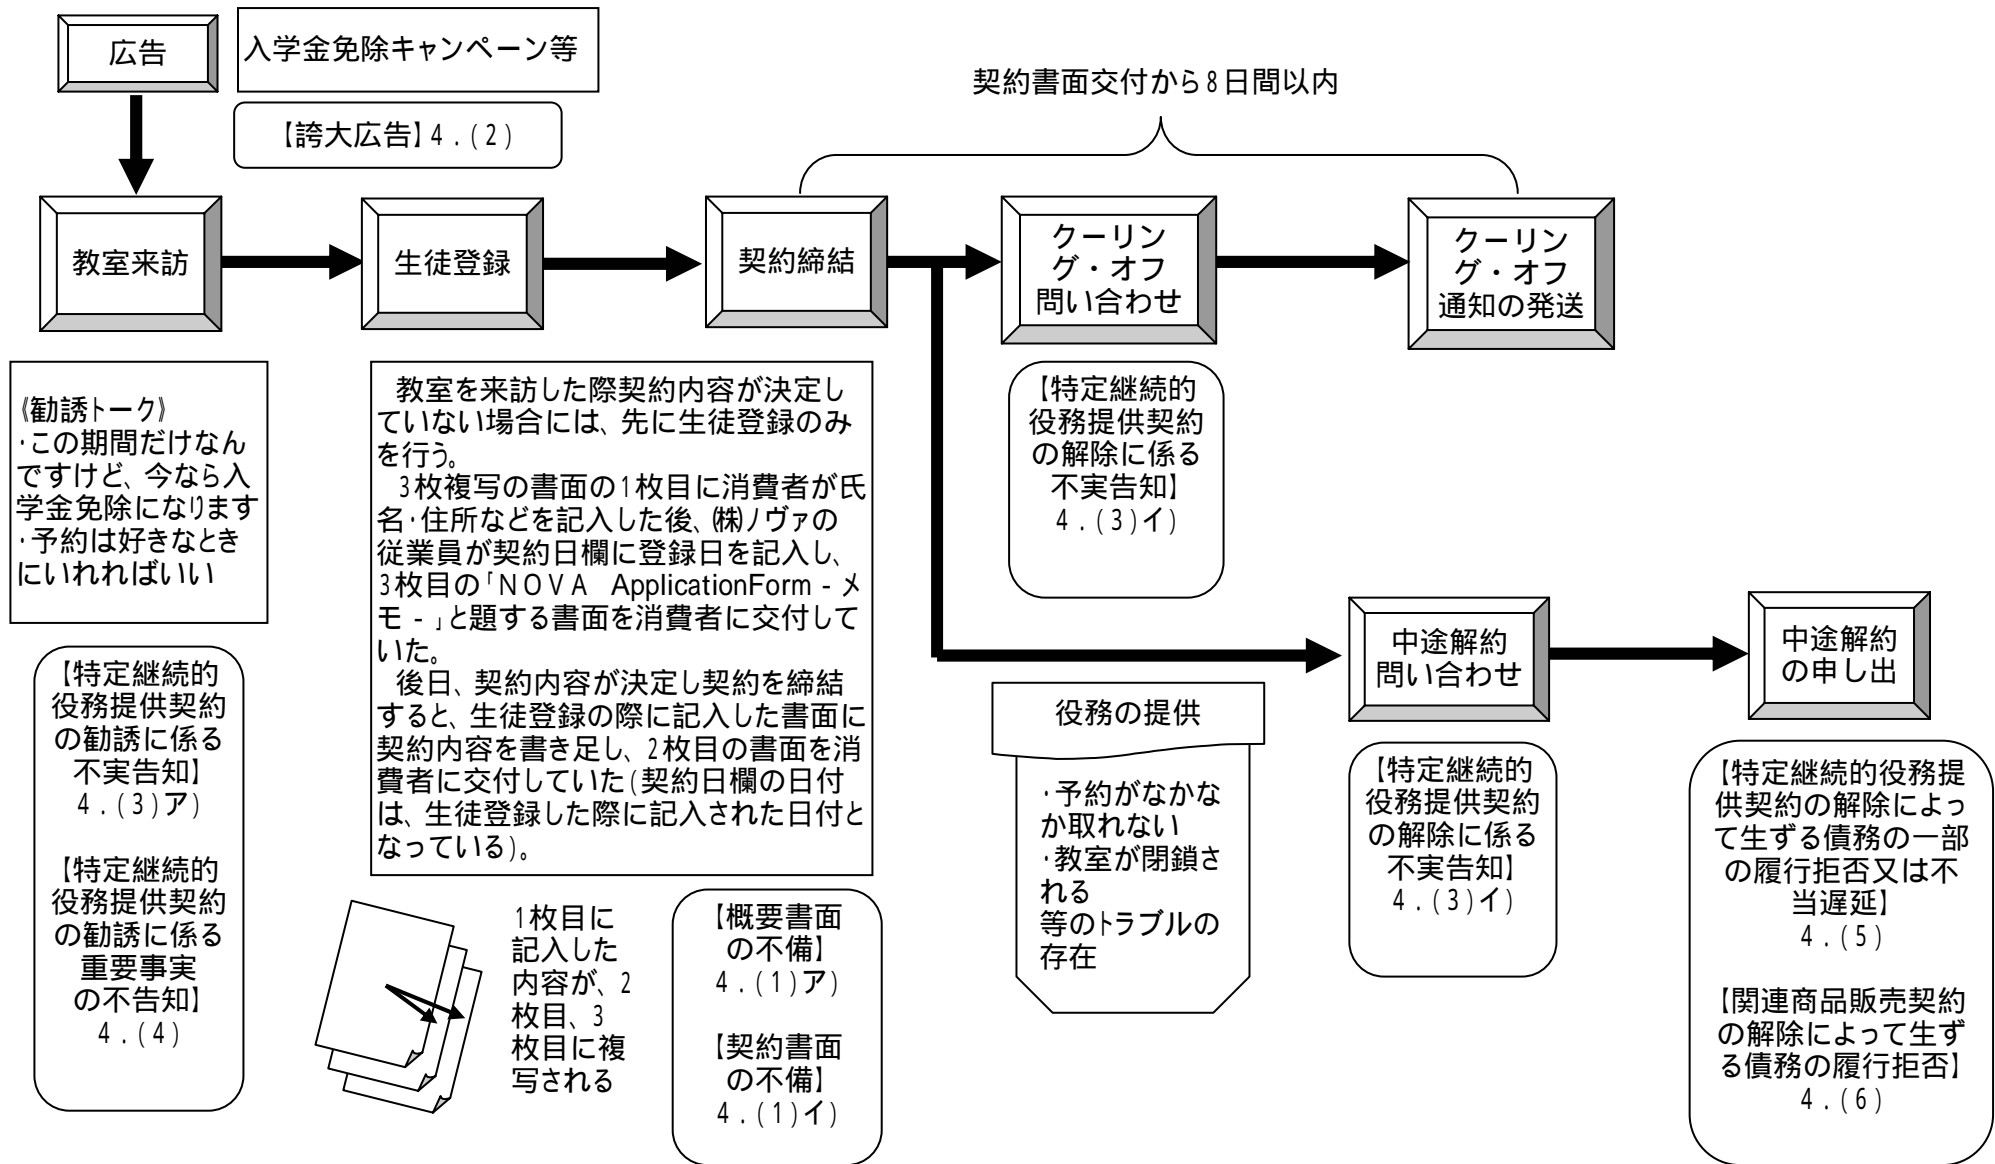 広告
入学金免除キャンペーン等
【誇大広告】4．(2)
契約書面交付から8日間以内
教室来訪
生徒登録
契約締結
クーリン
グ・オフ
問い合わせ
クーリン
グ・オフ
通知の発送
《勧誘トーク》
・この期間だけなん
ですけど、今なら入
学金免除になります
・予約は好きなとき
にいれればいい
【特定継続的
役務提供契約
の勧誘に係る
不実告知】
4．(3)ア)
【特定継続的
役務提供契約
の勧誘に係る
重要事実
の不告知】
4．(4)
教室を来訪した際契約内容が決定し
ていない場合には、先に生徒登録のみ
を行う。
3枚複写の書面の1枚目に消費者が氏
名・住所などを記入した後、㈱ノヴァの
従業員が契約日欄に登録日を記入し、
3枚目の「NOVA ApplicationForm - メ
モ - 」と題する書面を消費者に交付して
いた。
後日、契約内容が決定し契約を締結
すると、生徒登録の際に記入した書面に
契約内容を書き足し、2枚目の書面を消
費者に交付していた(契約日欄の日付
は、生徒登録した際に記入された日付と
なっている)。
1枚目に
記入した
内容が、2
枚目、3
枚目に複
写される
【概要書面
の不備】
4．(1)ア)
【契約書面
の不備】
4．(1)イ)
【特定継続的
役務提供契約
の解除に係る
不実告知】
4．(3)イ)
役務の提供
・予約がなかな
か取れない
・教室が閉鎖さ
れる
等のトラブルの
存在
中途解約
問い合わせ
中途解約
の申し出
【特定継続的
役務提供契約
の解除に係る
不実告知】
4．(3)イ)
【特定継続的役務提
供契約の解除によっ
て生ずる債務の一部
の履行拒否又は不
当遅延】
4．(5)
【関連商品販売契約
の解除によって生ず
る債務の履行拒否】
4．(6)